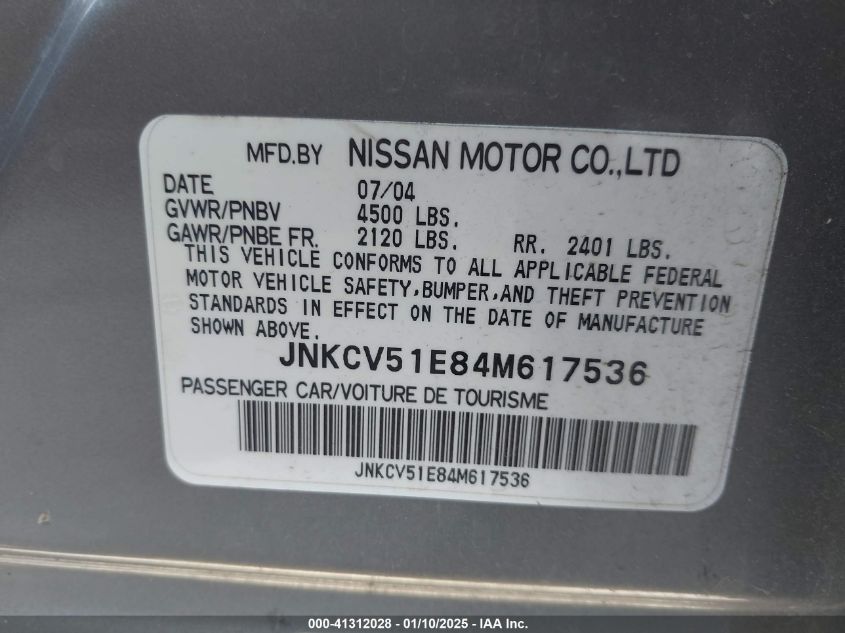 MFD.BY NISSAN MOTOR CO.,LTD
DATE 07/04
GVWR/PNBV 4500 LBS.
GAWR/PNBE FR. 2120 LBS. RR. 2401 LBS.
THIS VEHICLE CONFORMS TO ALL APPLICABLE FEDERAL
MOTOR VEHICLE SAFETY,BUMPER,AND THEFT PREVENTION
STANDARDS IN EFFECT ON THE DATE OF MANUFACTURE
SHOWN ABOVE.
JNKCV51E84M617536
PASSENGER CAR/VOITURE DE TOURISME
JNKCV51E84M617536
000-41312028 - 01/10/2025 - IAA Inc.